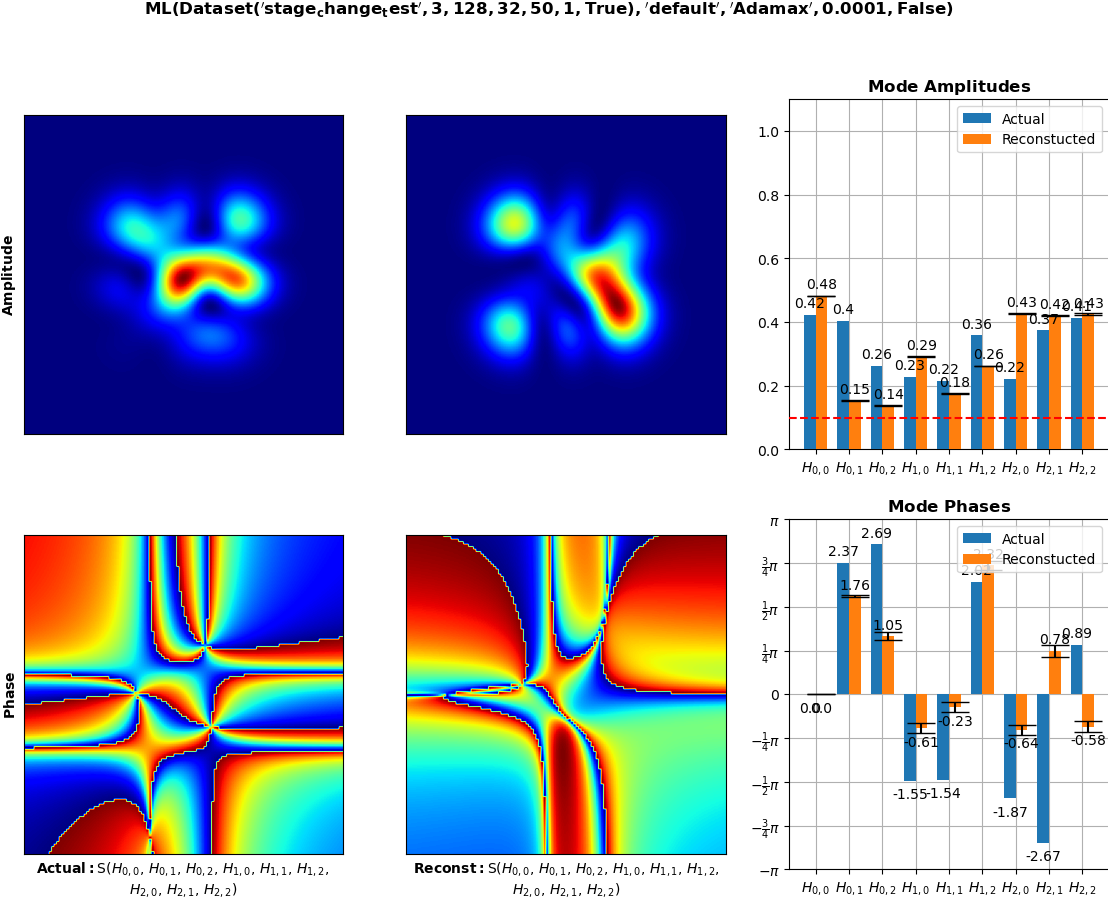 ML(Dataset('stage_change_test', 3, 128, 32, 50, 1, True), 'default', 'Adamax', 0.0001, False)
Amplitude
Mode Amplitudes
Actual
Reconstucted
1.0
0.8
0.6
0.4
0.2
0.0
0.42 0.48 0.4 0.15 0.26 0.14 0.23 0.29 0.22 0.18 0.36 0.26 0.22 0.43 0.37 0.42 0.41 0.43
H0,0 H0,1 H0,2 H1,0 H1,1 H1,2 H2,0 H2,1 H2,2
Phase
Actual: S(H0,0, H0,1, H0,2, H1,0, H1,1, H1,2,
H2,0, H2,1, H2,2)
Reconst: S(H0,0, H0,1, H0,2, H1,0, H1,1, H1,2,
H2,0, H2,1, H2,2)
Mode Phases
Actual
Reconstucted
π
3/4π
1/2π
1/4π
0
−1/4π
−1/2π
−3/4π
−π
0.0 0.0 2.37 1.76 2.69 1.05 -1.55 -0.61 -1.54 -0.23 2.02 -1.87 -0.64 -2.67 0.78 0.89 -0.58
H0,0 H0,1 H0,2 H1,0 H1,1 H1,2 H2,0 H2,1 H2,2